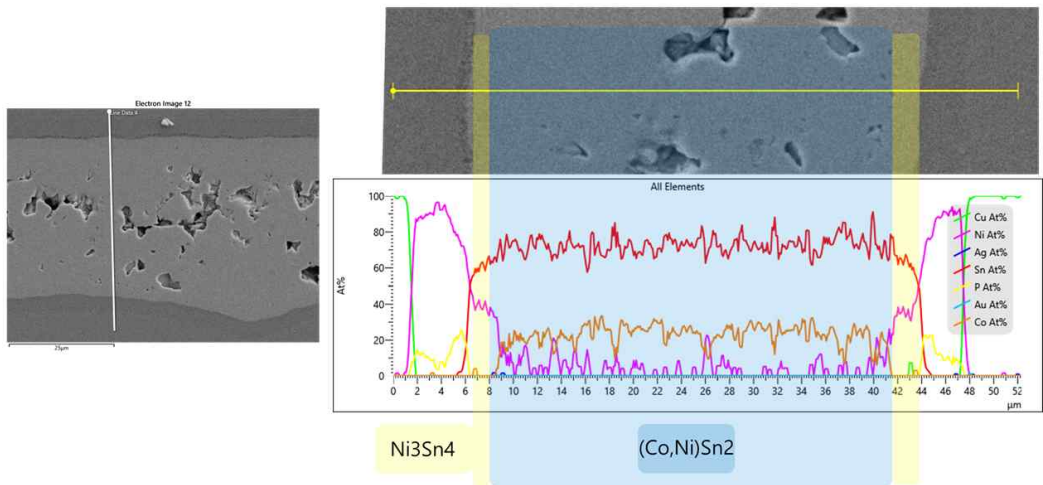 Electron Image 12
Line Data 4
25μm
All Elements
At%
100
80
60
40
20
0
Cu At%
Ni At%
Ag At%
Sn At%
P At%
Au At%
Co At%
0 2 4 6 8 10 12 14 16 18 20 22 24 26 28 30 32 34 36 38 40 42 44 46 48 50 52
μm
Ni3Sn4
(Co,Ni)Sn2